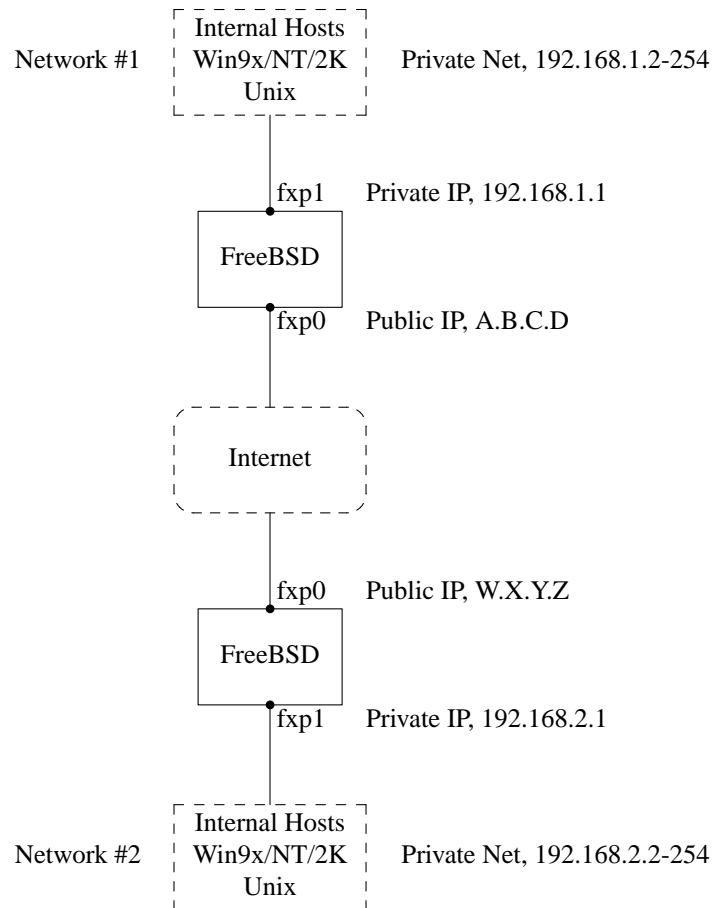 Internal Hosts
Network #1 Win9x/NT/2K Private Net, 192.168.1.2-254
Unix
fxp1 Private IP, 192.168.1.1
FreeBSD
fxp0 Public IP, A.B.C.D
Internet
fxp0 Public IP, W.X.Y.Z
FreeBSD
fxp1 Private IP, 192.168.2.1
Internal Hosts
Network #2 Win9x/NT/2K Private Net, 192.168.2.2-254
Unix